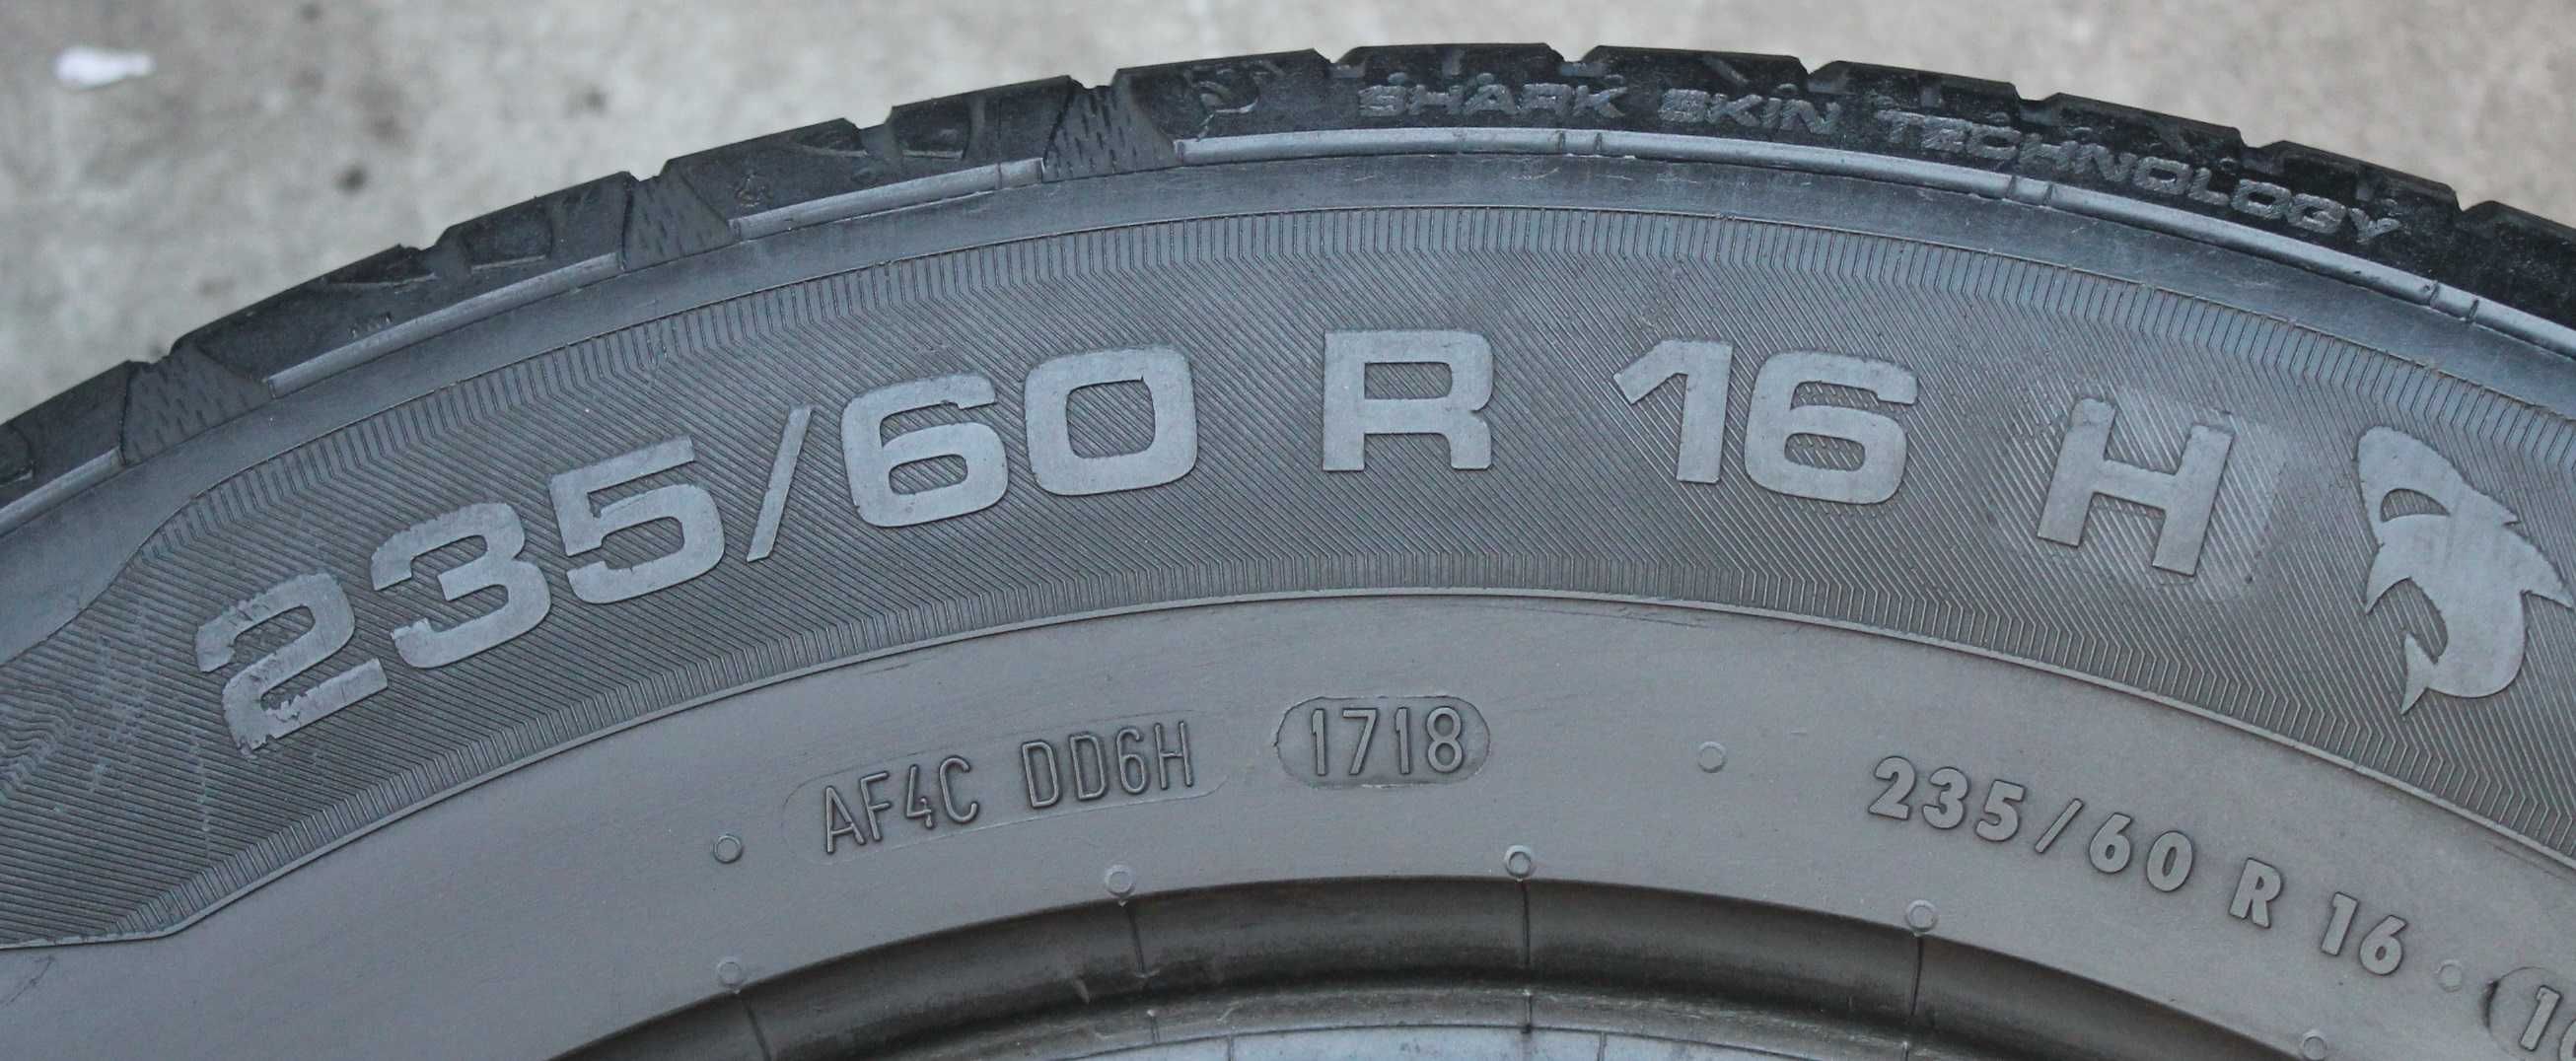 SHARK SKIN TECHNOLOGY
235/60 R 16 H
AF4C DD6H 1718
235/60 R 16